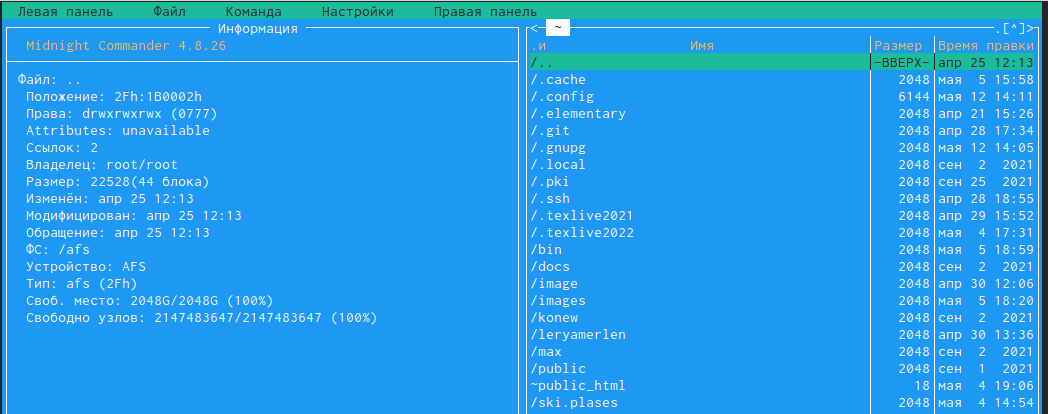 Левая панель Файл Команда Настройки Правая панель
Информация
Midnight Commander 4.8.26
Файл: ..
Положение: 2Fh:1B0002h
Права: drwxrwxrwx (0777)
Attributes: unavailable
Ссылок: 2
Владелец: root/root
Размер: 22528(44 блока)
Изменён: апр 25 12:13
Модифицирован: апр 25 12:13
Обращение: апр 25 12:13
ФС: /afs
Устройство: AFS
Тип: afs (2Fh)
Своб. место: 2048G/2048G (100%)
Свободно узлов: 2147483647/2147483647 (100%)
<- ~ .[^]>
.и Имя Размер Время правки
/.. -ВВЕРХ- апр 25 12:13
/.cache 2048 мая 5 15:58
/.config 6144 мая 12 14:11
/.elementary 2048 апр 21 15:26
/.git 2048 апр 28 17:34
/.gnupg 2048 мая 12 14:05
/.local 2048 сен 2 2021
/.pki 2048 сен 25 2021
/.ssh 2048 апр 28 18:55
/.texlive2021 2048 апр 29 15:52
/.texlive2022 2048 мая 4 17:31
/bin 2048 мая 5 18:59
/docs 2048 сен 2 2021
/image 2048 апр 30 12:06
/images 2048 мая 5 18:20
/konew 2048 сен 2 2021
/leryamerlen 2048 апр 30 13:36
/max 2048 сен 2 2021
/public 2048 сен 1 2021
~public_html 18 мая 4 19:06
/ski.plases 2048 мая 4 14:54